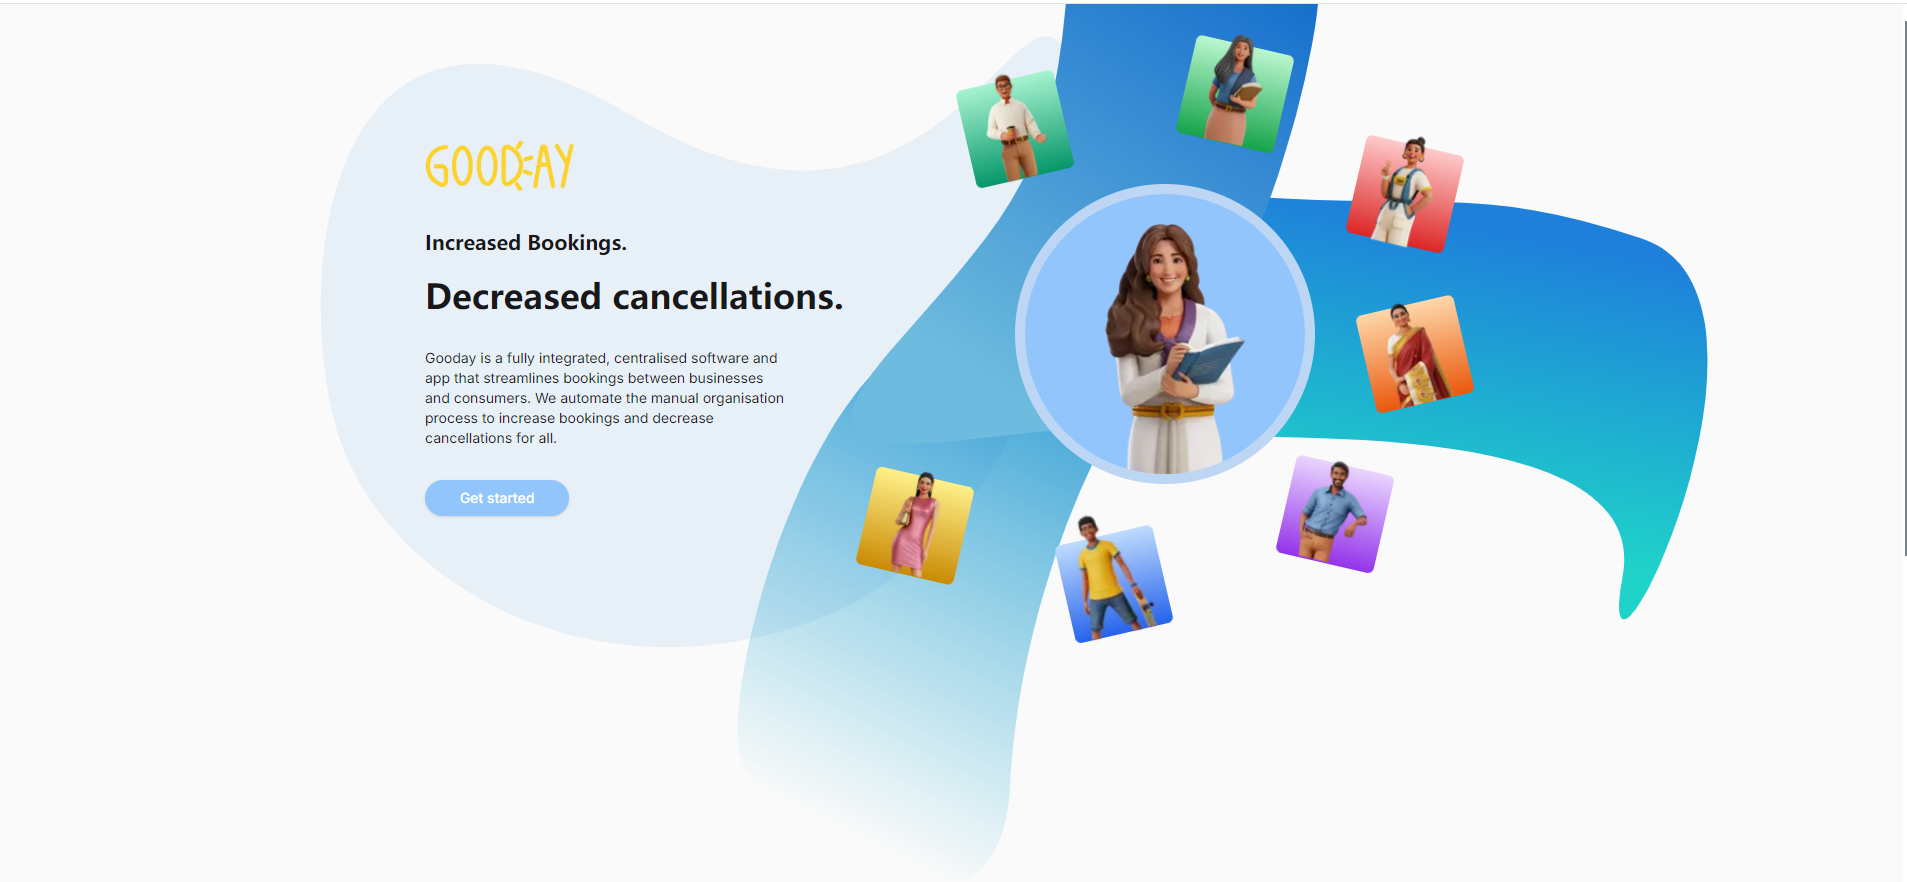 GOODAY
Increased Bookings.
Decreased cancellations.
Gooday is a fully integrated, centralised software and
app that streamlines bookings between businesses
and consumers. We automate the manual organisation
process to increase bookings and decrease
cancellations for all.
Get started